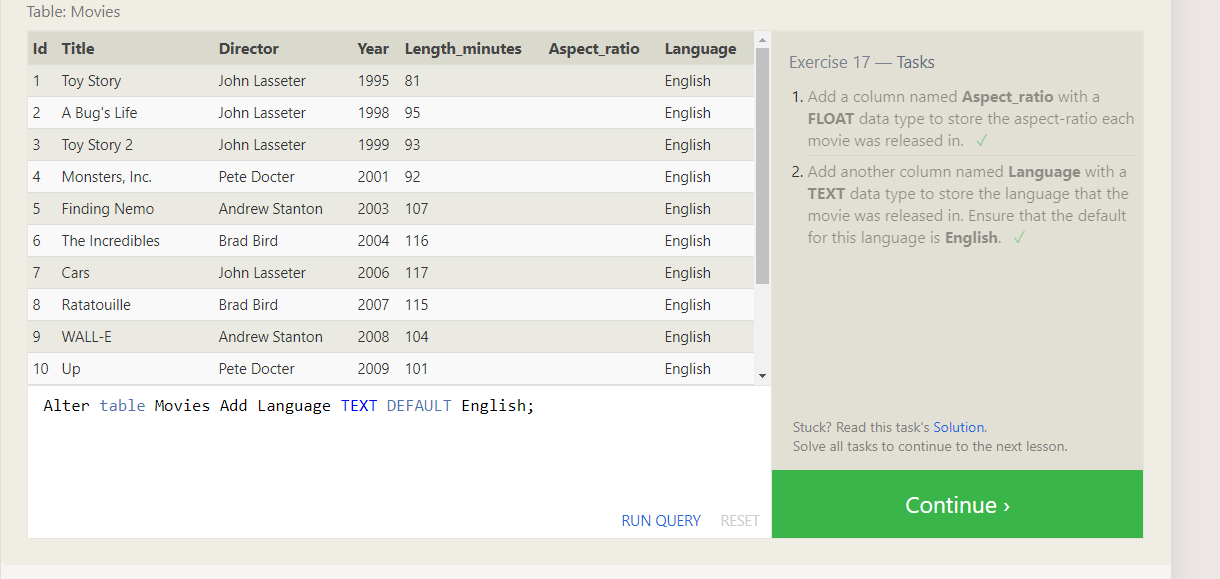 Table: Movies
Id Title Director Year Length_minutes Aspect_ratio Language
1 Toy Story John Lasseter 1995 81 English
2 A Bug's Life John Lasseter 1998 95 English
3 Toy Story 2 John Lasseter 1999 93 English
4 Monsters, Inc. Pete Docter 2001 92 English
5 Finding Nemo Andrew Stanton 2003 107 English
6 The Incredibles Brad Bird 2004 116 English
7 Cars John Lasseter 2006 117 English
8 Ratatouille Brad Bird 2007 115 English
9 WALL-E Andrew Stanton 2008 104 English
10 Up Pete Docter 2009 101 English
Alter table Movies Add Language TEXT DEFAULT English;
RUN QUERY RESET
Exercise 17 — Tasks
1. Add a column named Aspect_ratio with a
FLOAT data type to store the aspect-ratio each
movie was released in. ✓
2. Add another column named Language with a
TEXT data type to store the language that the
movie was released in. Ensure that the default
for this language is English. ✓
Stuck? Read this task's Solution.
Solve all tasks to continue to the next lesson.
Continue ›